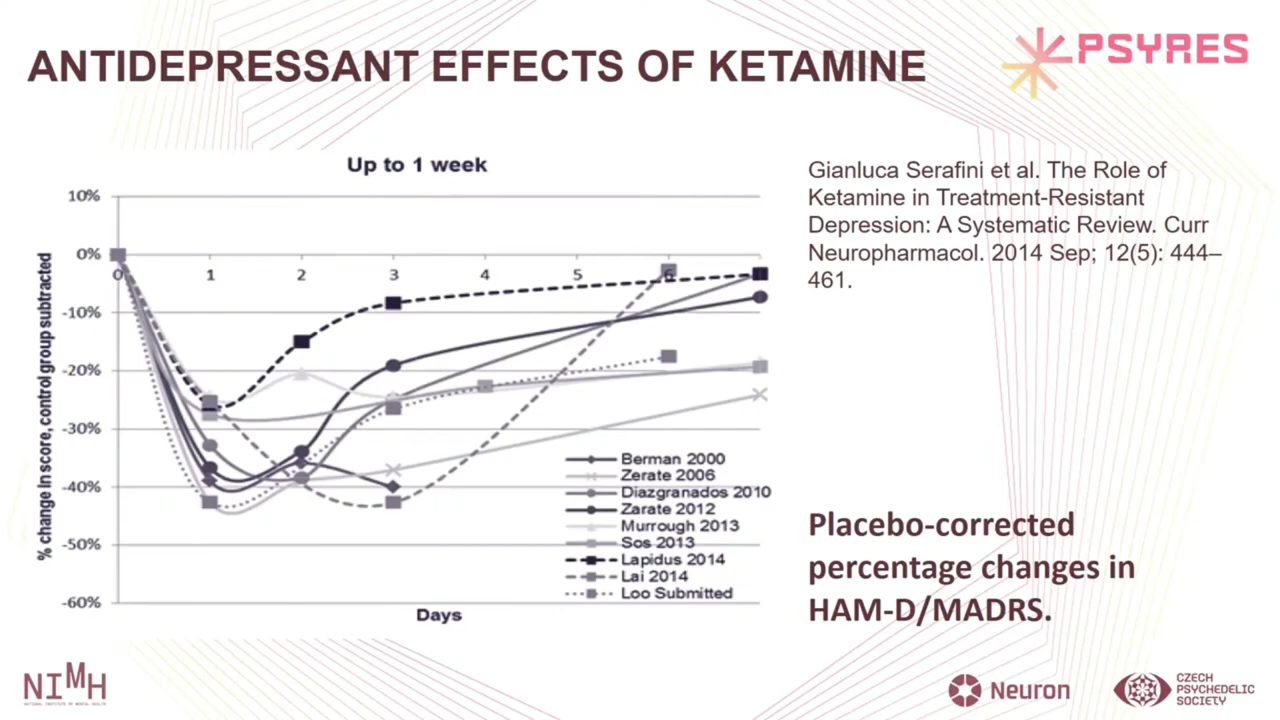 ANTIDEPRESSANT EFFECTS OF KETAMINE
PSYRES
Up to 1 week
10%
0%
-10%
-20%
-30%
-40%
-50%
-60%
% change in score, control group subtracted
0
1
2
3
4
5
6
Days
Berman 2000
Zerate 2006
Diazgranados 2010
Zarate 2012
Murrough 2013
Sos 2013
Lapidus 2014
Lai 2014
Loo Submitted
Gianluca Serafini et al. The Role of
Ketamine in Treatment-Resistant
Depression: A Systematic Review. Curr
Neuropharmacol. 2014 Sep; 12(5): 444–
461.
Placebo-corrected
percentage changes in
HAM-D/MADRS.
NIMH
NATIONAL INSTITUTE OF MENTAL HEALTH
Neuron
CZECH
PSYCHEDELIC
SOCIETY